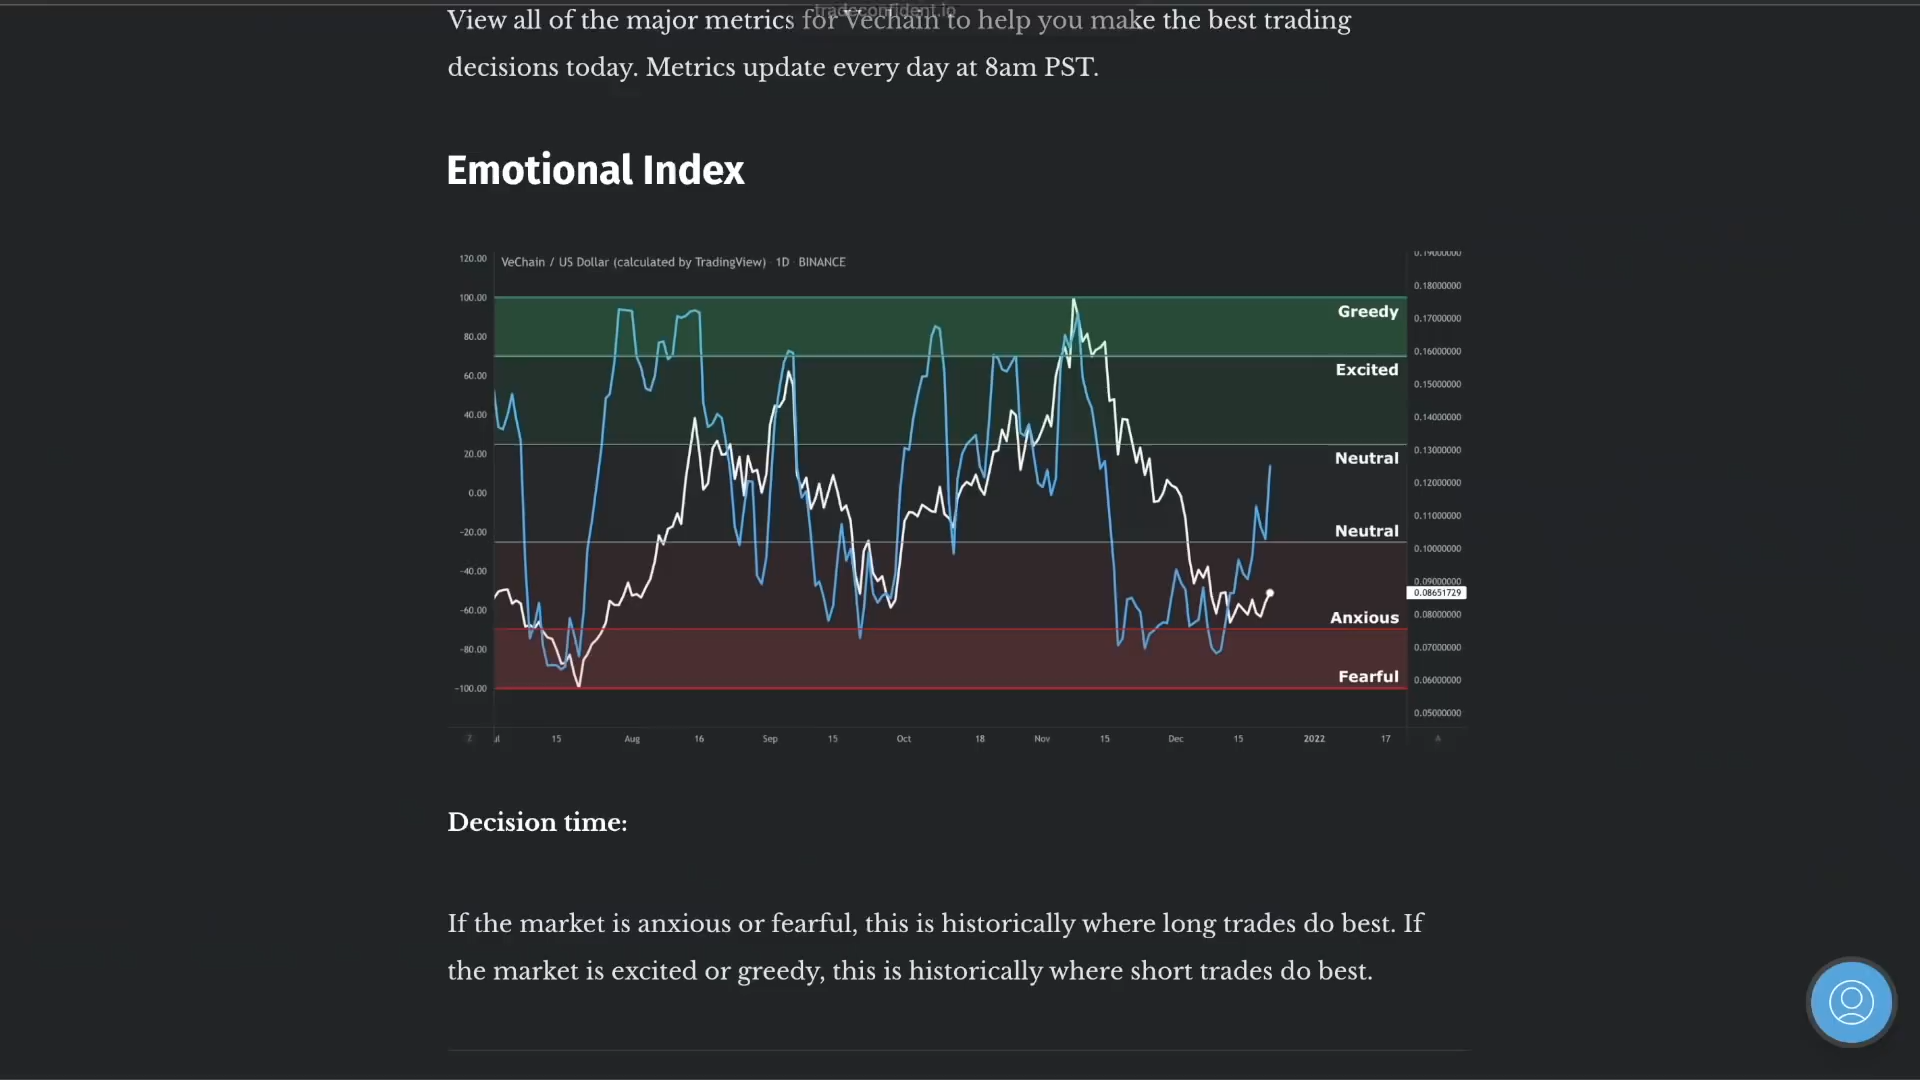 tradeconfident.io
View all of the major metrics for Vechain to help you make the best trading
decisions today. Metrics update every day at 8am PST.
Emotional Index
VeChain / US Dollar (calculated by TradingView) · 1D · BINANCE
120.00
100.00
80.00
60.00
40.00
20.00
0.00
-20.00
-40.00
-60.00
-80.00
-100.00
Greedy
Excited
Neutral
Neutral
Anxious
Fearful
0.19000000
0.18000000
0.17000000
0.16000000
0.15000000
0.14000000
0.13000000
0.12000000
0.11000000
0.10000000
0.09000000
0.08651729
0.08000000
0.07000000
0.06000000
0.05000000
Z ul 15 Aug 16 Sep 15 Oct 18 Nov 15 Dec 15 2022 17 A
Decision time:
If the market is anxious or fearful, this is historically where long trades do best. If
the market is excited or greedy, this is historically where short trades do best.